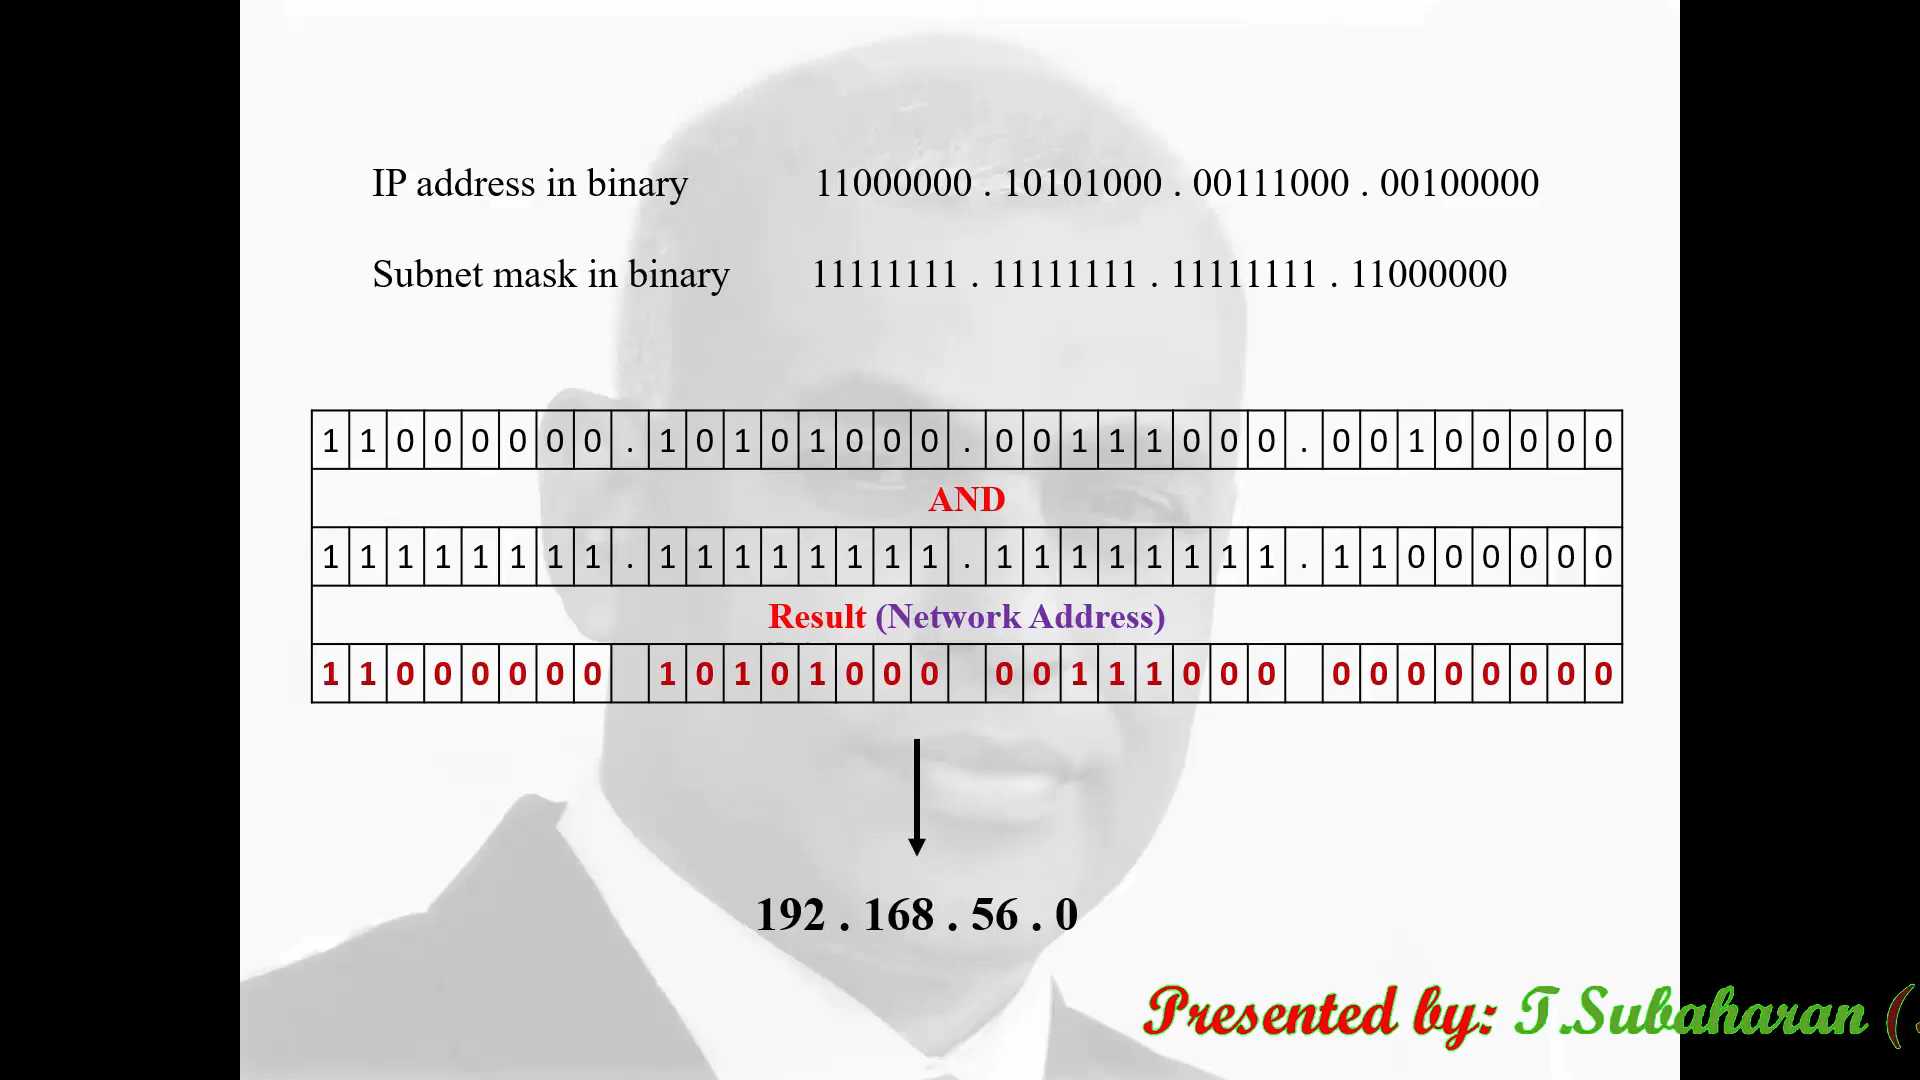 IP address in binary 11000000 . 10101000 . 00111000 . 00100000
Subnet mask in binary 11111111 . 11111111 . 11111111 . 11000000
1 1 0 0 0 0 0 0 . 1 0 1 0 1 0 0 0 . 0 0 1 1 1 0 0 0 . 0 0 1 0 0 0 0 0
AND
1 1 1 1 1 1 1 1 . 1 1 1 1 1 1 1 1 . 1 1 1 1 1 1 1 1 . 1 1 0 0 0 0 0 0
Result (Network Address)
1 1 0 0 0 0 0 0 1 0 1 0 1 0 0 0 0 0 1 1 1 0 0 0 0 0 0 0 0 0 0 0
192 . 168 . 56 . 0
Presented by: T.Subaharan (